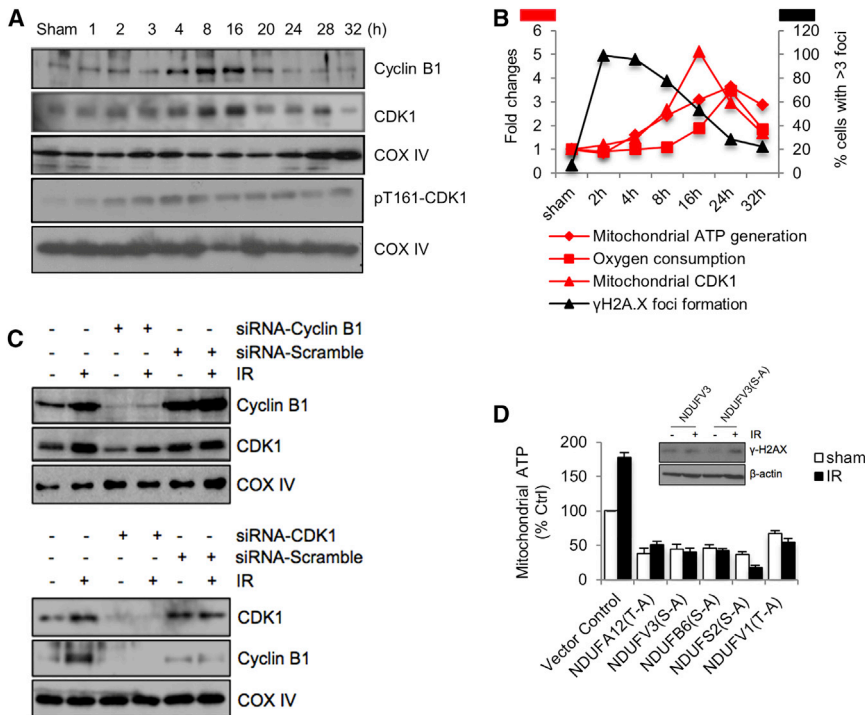 A
Sham 1 2 3 4 8 16 20 24 28 32 (h)
Cyclin B1
CDK1
COX IV
pT161-CDK1
COX IV
B
6
5
4
3
2
1
0
Fold changes
120
100
80
60
40
20
0
% cells with >3 foci
sham 2h 4h 8h 16h 24h 32h
Mitochondrial ATP generation
Oxygen consumption
Mitochondrial CDK1
γH2A.X foci formation
C
- - + + - - siRNA-Cyclin B1
- - - - + + siRNA-Scramble
- + - + - + IR
Cyclin B1
CDK1
COX IV
- - + + - - siRNA-CDK1
- - - - + + siRNA-Scramble
- + - + - + IR
CDK1
Cyclin B1
COX IV
D
NDUFV3 NDUFV3(S-A)
- + - + IR
γ-H2AX
β-actin
sham
IR
200
150
100
50
0
Mitochondrial ATP
(% Ctrl)
Vector Control
NDUFA12(T-A)
NDUFV3(S-A)
NDUFB6(S-A)
NDUFS2(S-A)
NDUFV1(T-A)